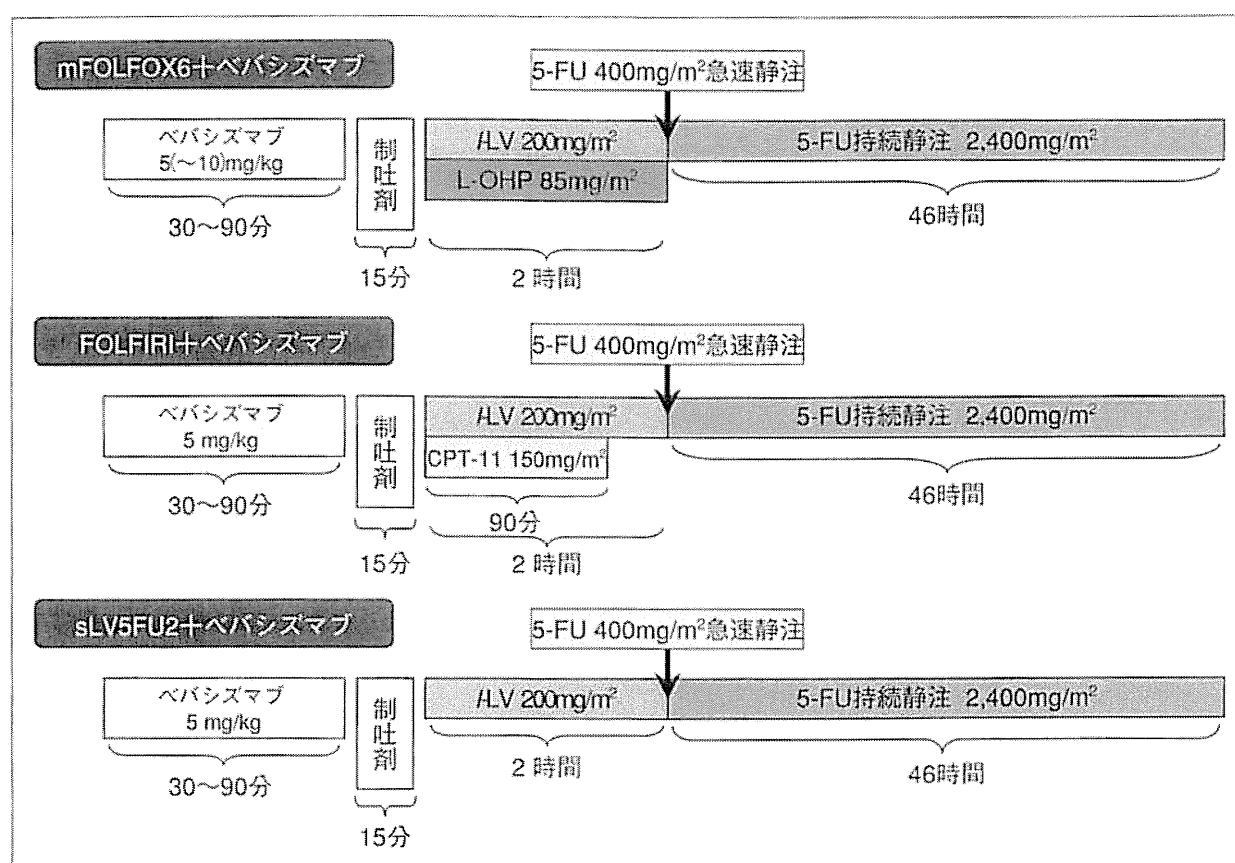 mFOLFOX6+ベバシズマブ
5-FU 400mg/m²急速静注
ベバシズマブ
5(〜10)mg/kg
制吐剤
l-LV 200mg/m²
5-FU持続静注 2,400mg/m²
L-OHP 85mg/m²
30〜90分
15分
2 時間
46時間
FOLFIRI+ベバシズマブ
5-FU 400mg/m²急速静注
ベバシズマブ
5 mg/kg
制吐剤
l-LV 200mg/m²
5-FU持続静注 2,400mg/m²
CPT-11 150mg/m²
30〜90分
90分
46時間
15分
2 時間
sLV5FU2+ベバシズマブ
5-FU 400mg/m²急速静注
ベバシズマブ
5 mg/kg
制吐剤
l-LV 200mg/m²
5-FU持続静注 2,400mg/m²
30〜90分
2 時間
46時間
15分